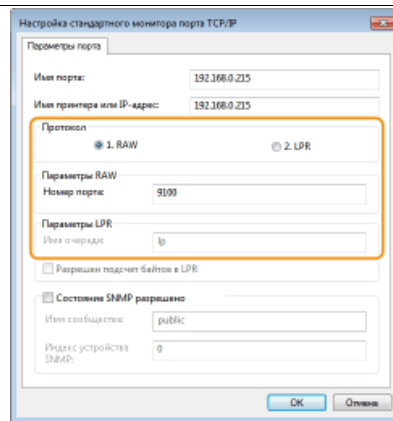 Настройка стандартного монитора порта TCP/IP
Параметры порта
Имя порта: 192.168.0.215
Имя принтера или IP-адрес: 192.168.0.215
Протокол
1. RAW 2. LPR
Параметры RAW
Номер порта: 9100
Параметры LPR
Имя очереди: lp
Разрешен подсчет байтов в LPR
Состояние SNMP разрешено
Имя сообщества: public
Индекс устройства SNMP: 0
OK Отмена